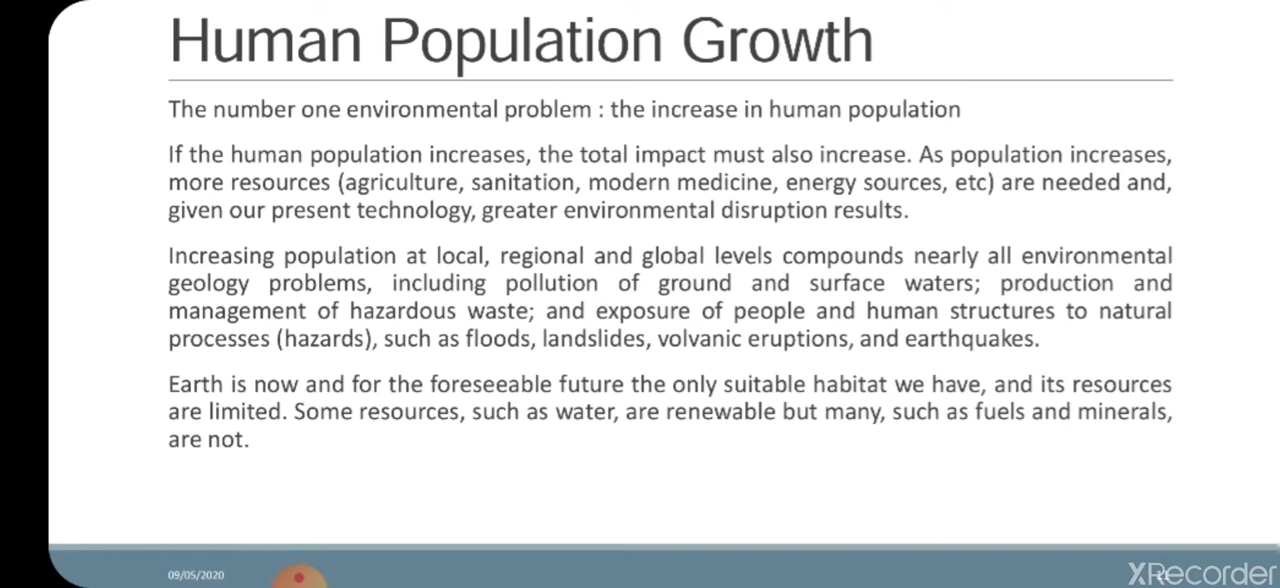 Human Population Growth
The number one environmental problem : the increase in human population
If the human population increases, the total impact must also increase. As population increases,
more resources (agriculture, sanitation, modern medicine, energy sources, etc) are needed and,
given our present technology, greater environmental disruption results.
Increasing population at local, regional and global levels compounds nearly all environmental
geology problems, including pollution of ground and surface waters; production and
management of hazardous waste; and exposure of people and human structures to natural
processes (hazards), such as floods, landslides, volcanic eruptions, and earthquakes.
Earth is now and for the foreseeable future the only suitable habitat we have, and its resources
are limited. Some resources, such as water, are renewable but many, such as fuels and minerals,
are not.
09/05/2020
XRecorder